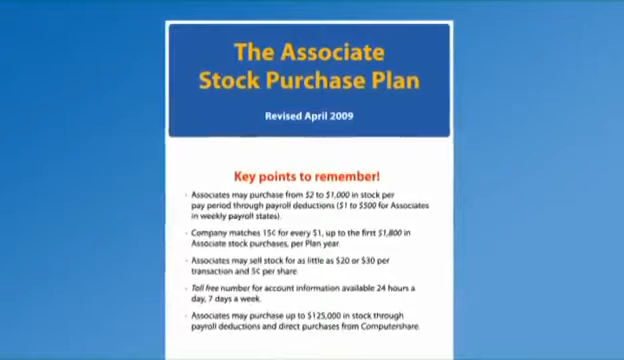 The Associate
Stock Purchase Plan
Revised April 2009
Key points to remember!
· Associates may purchase from $2 to $1,000 in stock per
pay period through payroll deductions ($1 to $500 for Associates
in weekly payroll states).
· Company matches 15¢ for every $1, up to the first $1,800 in
Associate stock purchases, per Plan year.
· Associates may sell stock for as little as $20 or $30 per
transaction and 5¢ per share
· Toll free number for account information available 24 hours a
day, 7 days a week.
· Associates may purchase up to $125,000 in stock through
payroll deductions and direct purchases from Computershare.